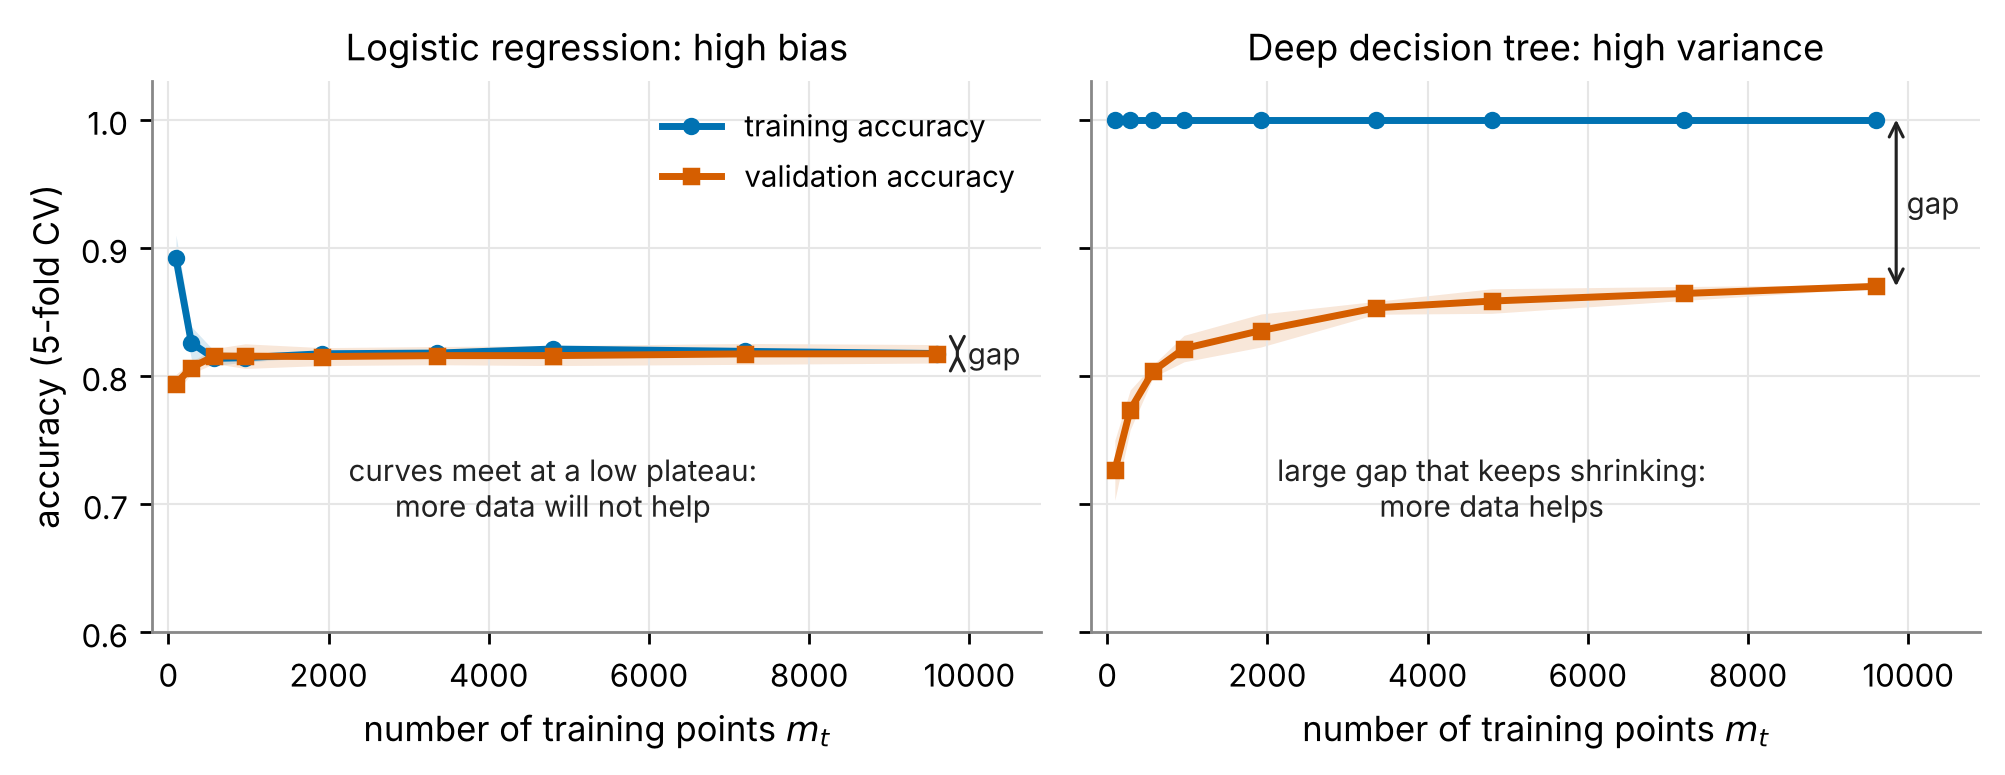 Logistic regression: high bias
training accuracy
validation accuracy
gap
curves meet at a low plateau:
more data will not help
accuracy (5-fold CV)
1.0
0.9
0.8
0.7
0.6
0
2000
4000
6000
8000
10000
number of training points m_t
Deep decision tree: high variance
gap
large gap that keeps shrinking:
more data helps
0
2000
4000
6000
8000
10000
number of training points m_t